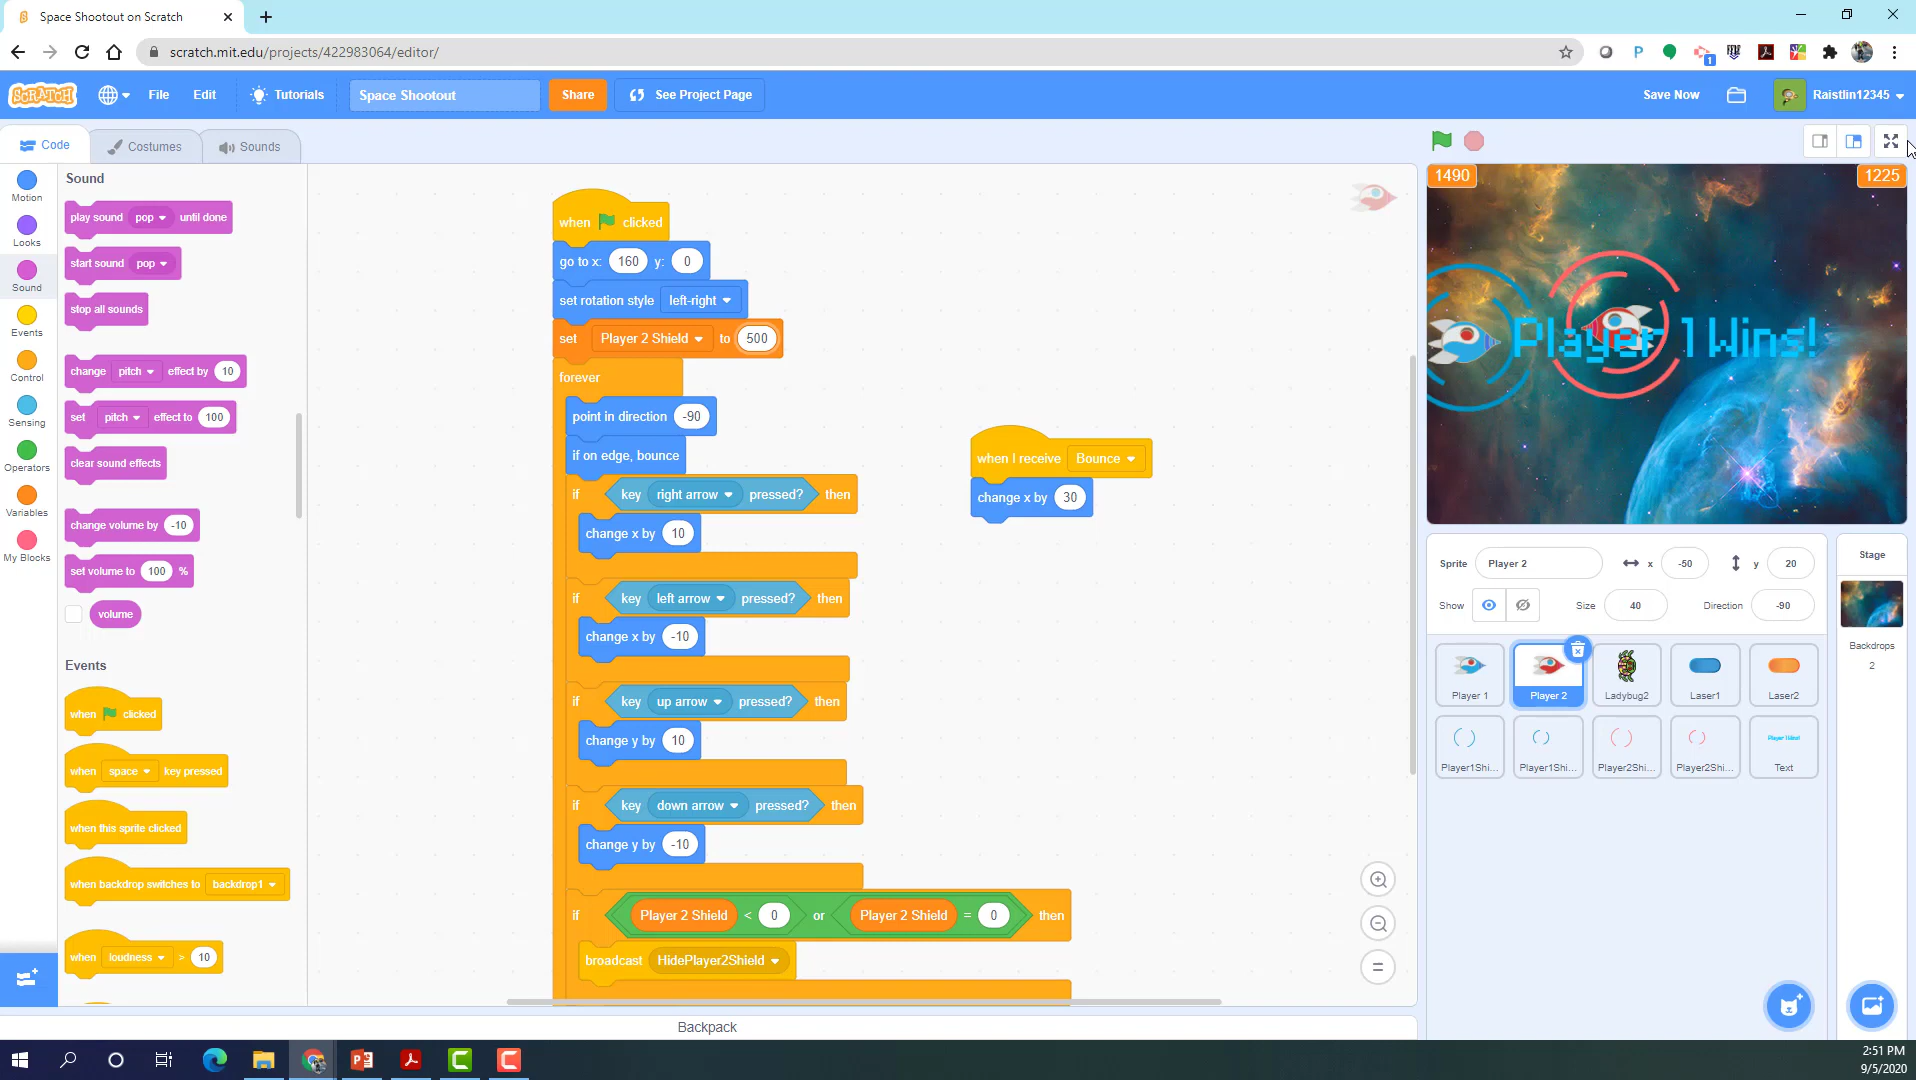 Space Shootout on Scratch
scratch.mit.edu/projects/422983064/editor/
1
SCRATCH
File
Edit
Tutorials
Space Shootout
Share
See Project Page
Save Now
Raistlin12345
Code
Costumes
Sounds
Motion
Looks
Sound
Events
Control
Sensing
Operators
Variables
My Blocks
Sound
play sound pop until done
start sound pop
stop all sounds
change pitch effect by 10
set pitch effect to 100
clear sound effects
change volume by -10
set volume to 100 %
volume
Events
when clicked
when space key pressed
when this sprite clicked
when backdrop switches to backdrop1
when loudness > 10
when clicked
go to x: 160 y: 0
set rotation style left-right
set Player 2 Shield to 500
forever
point in direction -90
if on edge, bounce
if key right arrow pressed? then
change x by 10
if key left arrow pressed? then
change x by -10
if key up arrow pressed? then
change y by 10
if key down arrow pressed? then
change y by -10
if Player 2 Shield < 0 or Player 2 Shield = 0 then
broadcast HidePlayer2Shield
when I receive Bounce
change x by 30
Backpack
1490
1225
Player 1 Wins!
Sprite Player 2 x -50 y 20
Show Size 40 Direction -90
Player 1
Player 2
Ladybug2
Laser1
Laser2
Player1Shi...
Player1Shi...
Player2Shi...
Player2Shi...
Player 1 Wins!
Text
Stage
Backdrops
2
2:51 PM
9/5/2020